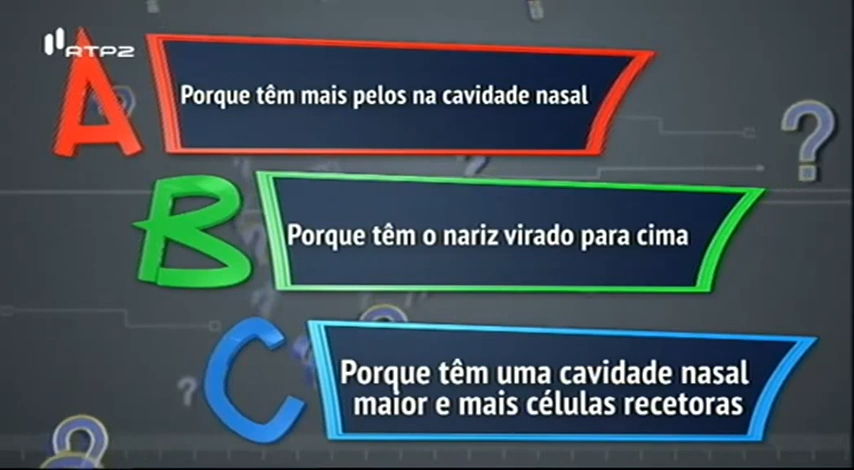 RTP2
A
Porque têm mais pelos na cavidade nasal
B
Porque têm o nariz virado para cima
C
Porque têm uma cavidade nasal
maior e mais células recetoras